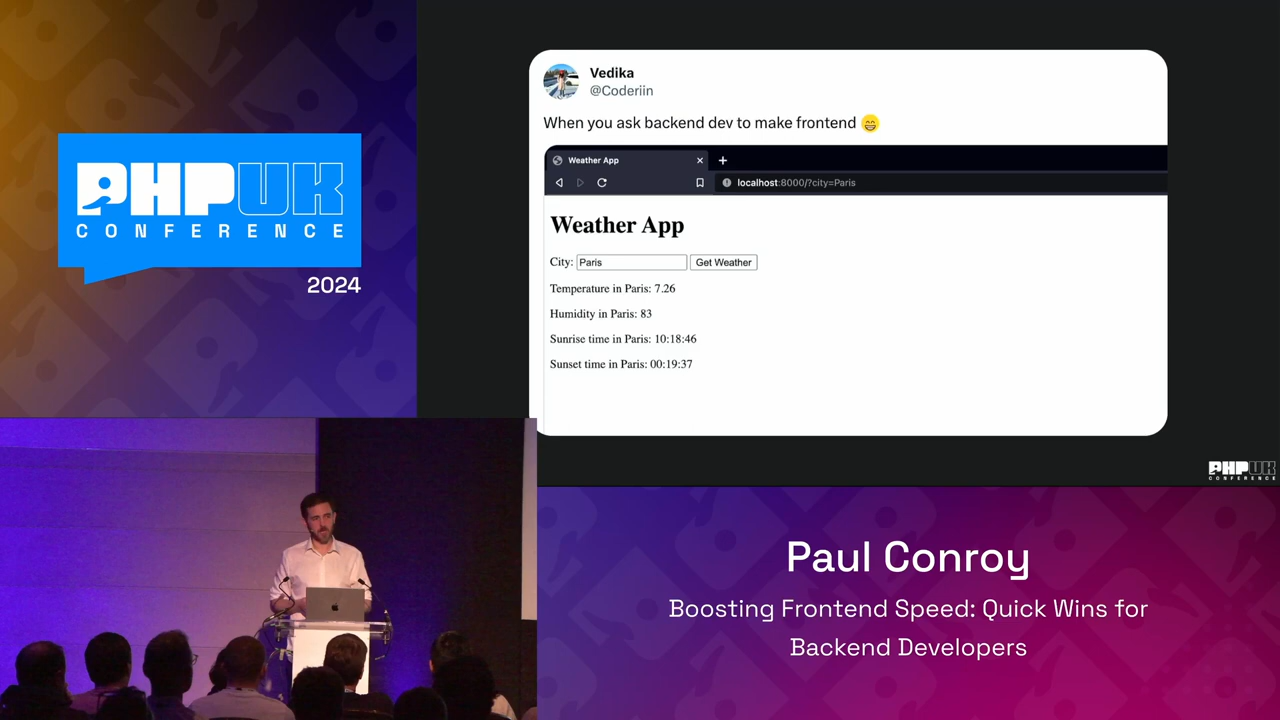 PHPUK
CONFERENCE
2024
Vedika
@Coderiin
When you ask backend dev to make frontend 😁
Weather App
localhost:8000/?city=Paris
Weather App
City: Paris Get Weather
Temperature in Paris: 7.26
Humidity in Paris: 83
Sunrise time in Paris: 10:18:46
Sunset time in Paris: 00:19:37
PHPUK
CONFERENCE
Paul Conroy
Boosting Frontend Speed: Quick Wins for
Backend Developers